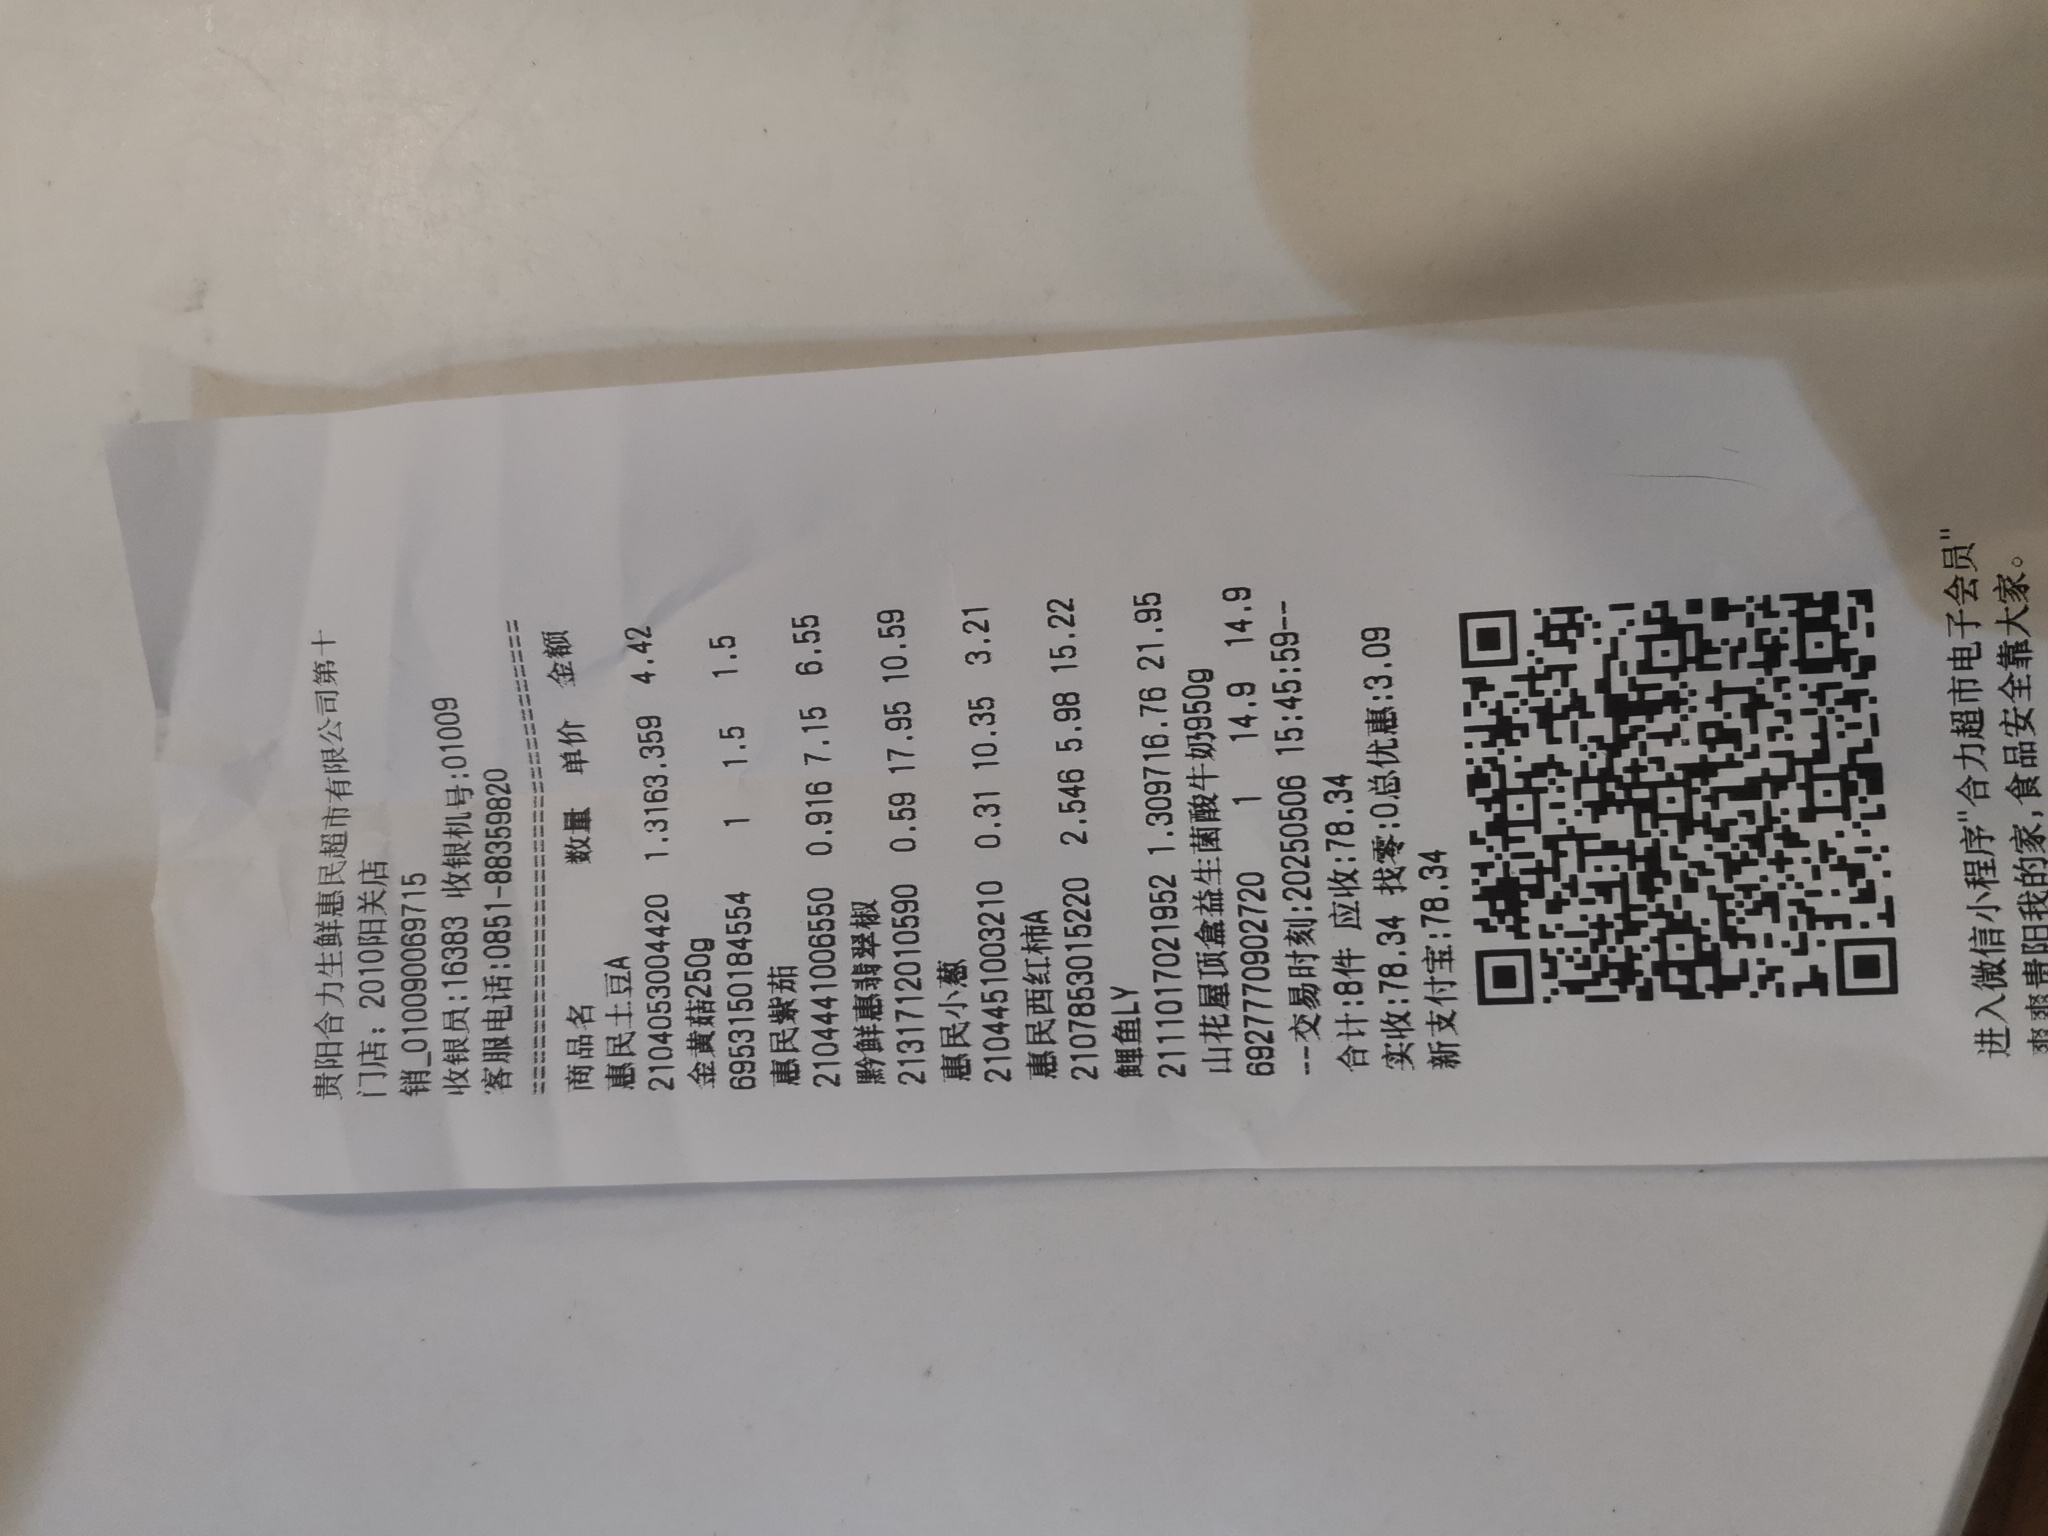 贵阳合力生鲜惠民超市有限公司第十
门店：2010阳关店
销_0100900069715
收银员:16383 收银机号:01009
客服电话:0851-88359820
================================
商品名 数量 单价 金额
惠民土豆A
2104053004420 1.3163.359 4.42
金黄菇250g
6953150184554 1 1.5 1.5
惠民紫茄
2104441006550 0.916 7.15 6.55
黔鲜惠翡翠椒
2131712010590 0.59 17.95 10.59
惠民小葱
2104451003210 0.31 10.35 3.21
惠民西红柿A
2107853015220 2.546 5.98 15.22
鲤鱼LY
2111017021952 1.309716.76 21.95
山花屋顶盒益生菌酸牛奶950g
6927770902720 1 14.9 14.9
--交易时刻:20250506 15:45:59--
合计:8件 应收:78.34
实收:78.34 找零:0总优惠:3.09
新支付宝:78.34
进入微信小程序"合力超市电子会员"
爽爽贵阳我的家,食品安全靠大家。